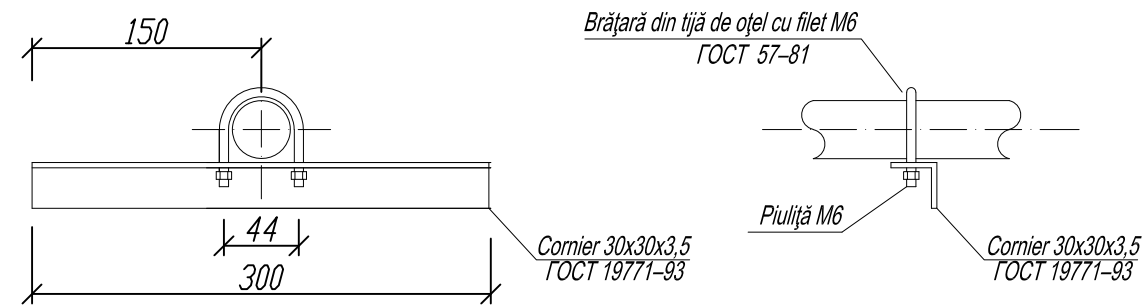 150
Brăţară din tijă de oţel cu filet M6
ГОСТ 57–81
44
300
Cornier 30x30x3,5
ГОСТ 19771–93
Piuliţă M6
Cornier 30x30x3,5
ГОСТ 19771–93